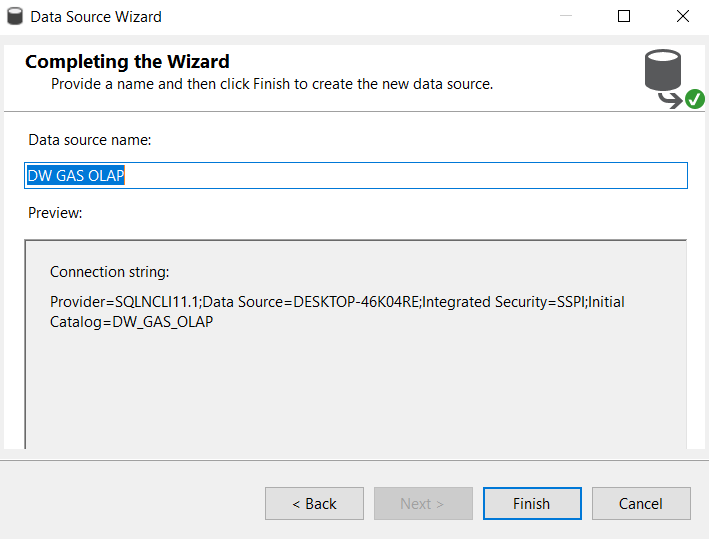 Data Source Wizard
Completing the Wizard
Provide a name and then click Finish to create the new data source.
Data source name:
DW GAS OLAP
Preview:
Connection string:
Provider=SQLNCLI11.1;Data Source=DESKTOP-46K04RE;Integrated Security=SSPI;Initial
Catalog=DW_GAS_OLAP
< Back
Next >
Finish
Cancel